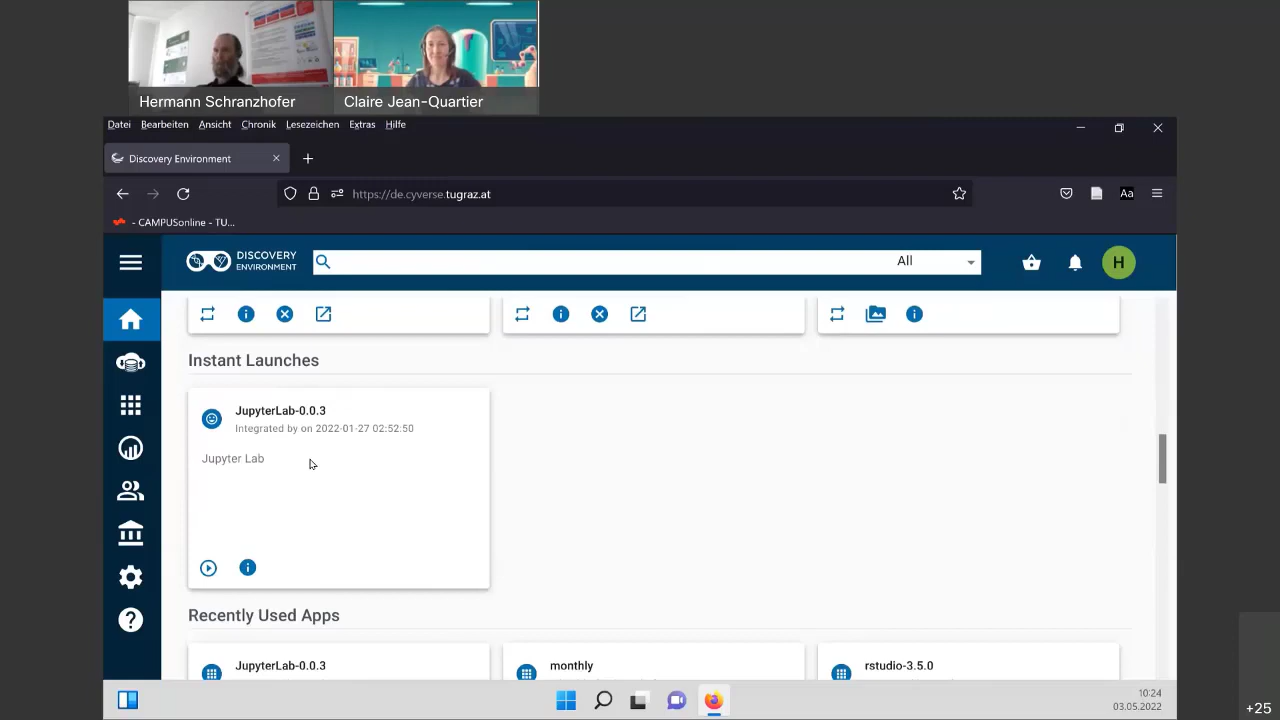 Hermann Schranzhofer
Claire Jean-Quartier
Datei Bearbeiten Ansicht Chronik Lesezeichen Extras Hilfe
Discovery Environment
https://de.cyverse.tugraz.at
Aa
- CAMPUSonline - TU...
DISCOVERY
ENVIRONMENT
All
H
Instant Launches
JupyterLab-0.0.3
Integrated by on 2022-01-27 02:52:50
Jupyter Lab
Recently Used Apps
JupyterLab-0.0.3
monthly
rstudio-3.5.0
10:24
03.05.2022
+25